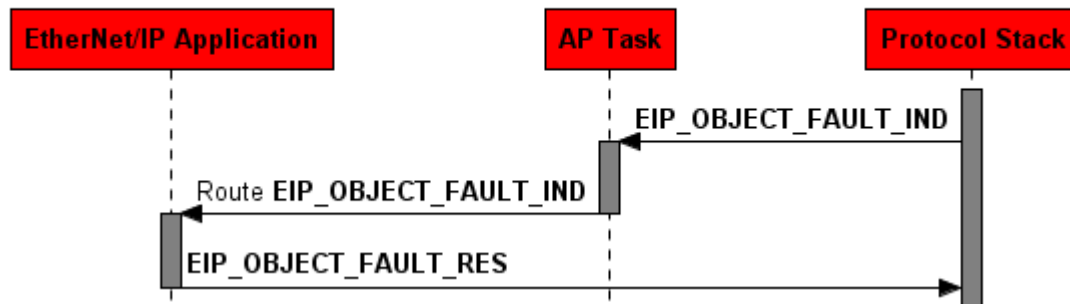 EtherNet/IP Application
AP Task
Protocol Stack
EIP_OBJECT_FAULT_IND
Route EIP_OBJECT_FAULT_IND
EIP_OBJECT_FAULT_RES